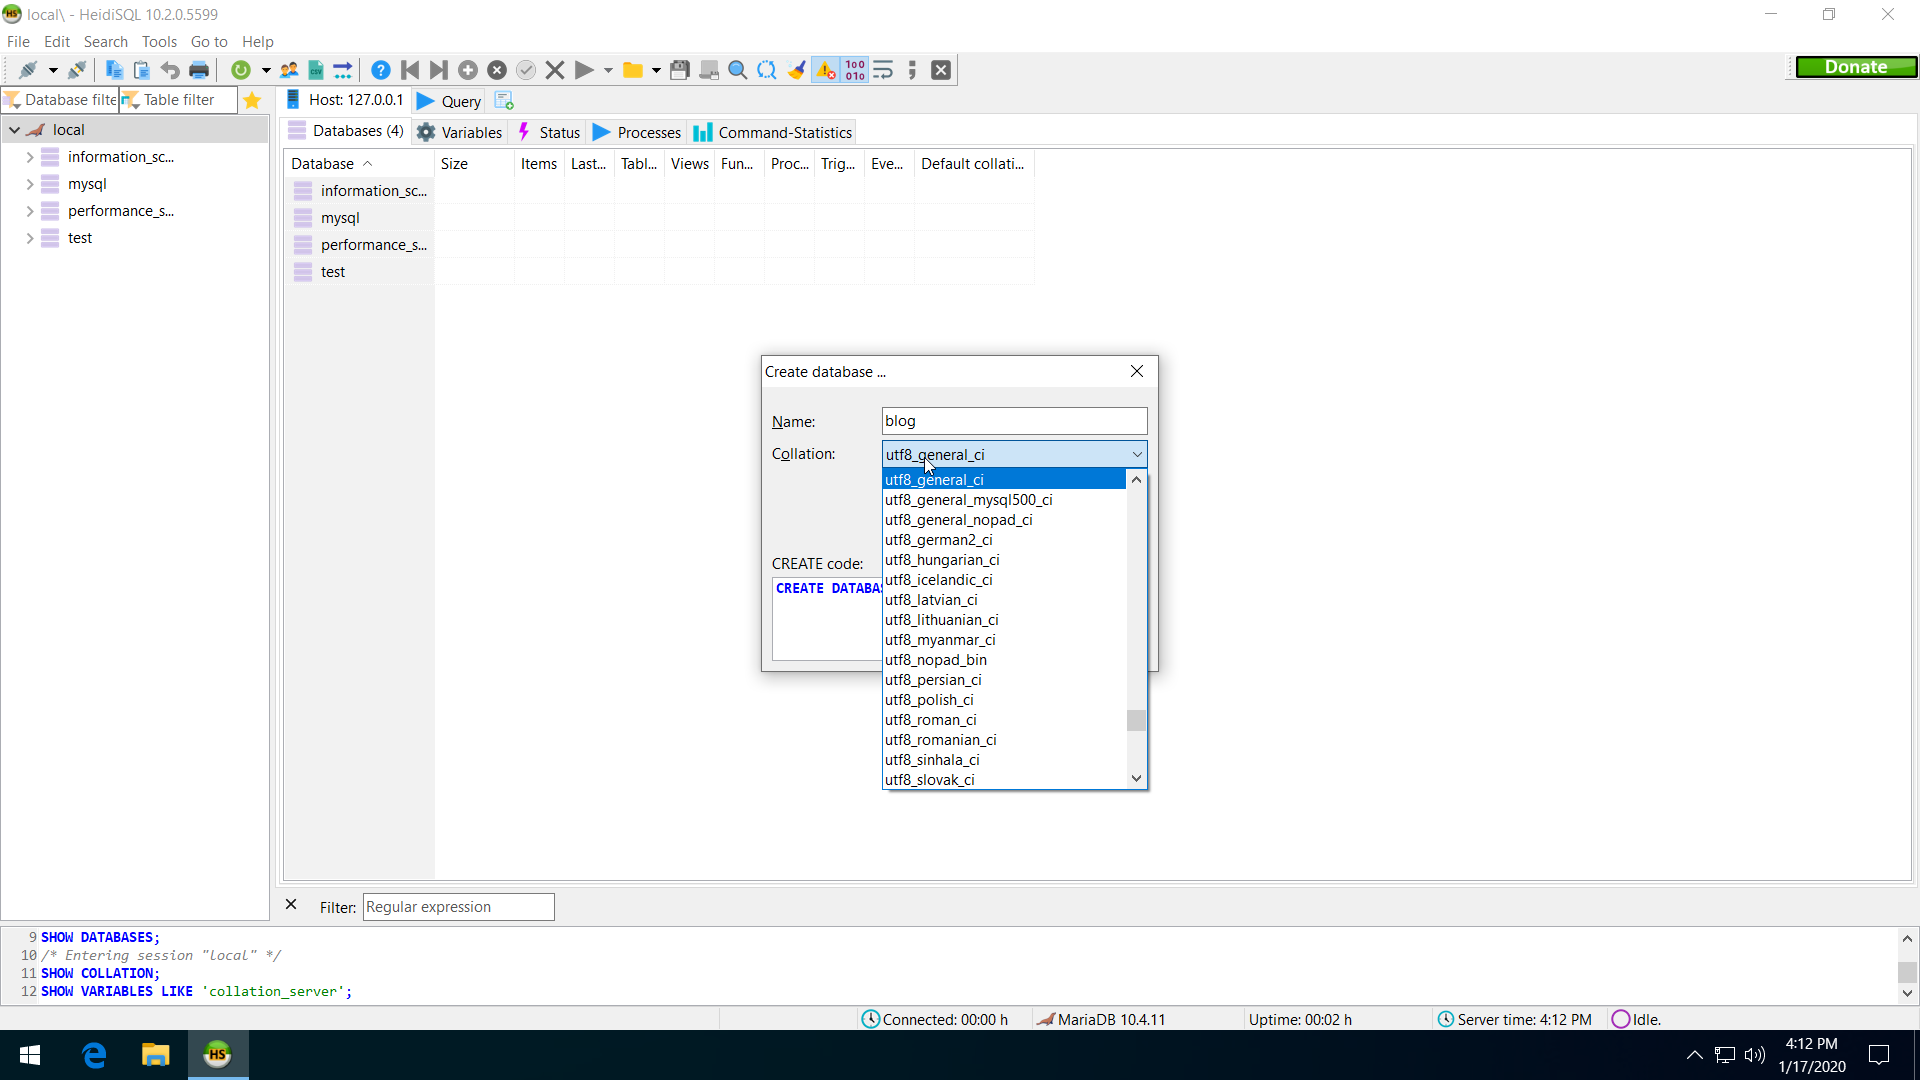 local\ - HeidiSQL 10.2.0.5599
File Edit Search Tools Go to Help
Donate
Database filte Table filter
Host: 127.0.0.1 Query
local
information_sc...
mysql
performance_s...
test
Databases (4) Variables Status Processes Command-Statistics
Database Size Items Last... Tabl... Views Fun... Proc... Trig... Eve... Default collati...
information_sc...
mysql
performance_s...
test
Create database ...
Name: blog
Collation: utf8_general_ci
utf8_general_ci
utf8_general_mysql500_ci
utf8_general_nopad_ci
utf8_german2_ci
utf8_hungarian_ci
utf8_icelandic_ci
utf8_latvian_ci
utf8_lithuanian_ci
utf8_myanmar_ci
utf8_nopad_bin
utf8_persian_ci
utf8_polish_ci
utf8_roman_ci
utf8_romanian_ci
utf8_sinhala_ci
utf8_slovak_ci
CREATE code:
CREATE DATABAS
Filter: Regular expression
9 SHOW DATABASES;
10 /* Entering session "local" */
11 SHOW COLLATION;
12 SHOW VARIABLES LIKE 'collation_server';
Connected: 00:00 h MariaDB 10.4.11 Uptime: 00:02 h Server time: 4:12 PM Idle.
HS
4:12 PM
1/17/2020